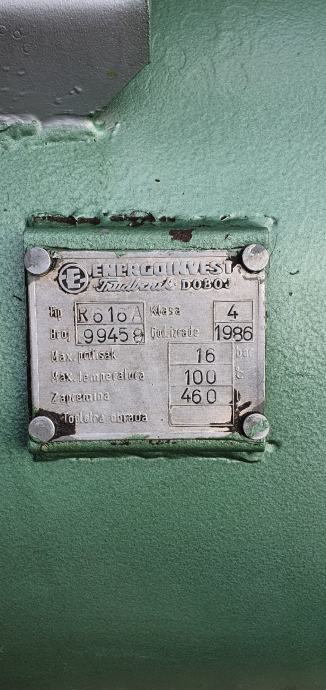 ENERGOINVEST
DOBOJ
Tip R616A Klasa 4
Broj 99458 God. izrade 1986
Max. pritisak 16 bar
Max. temperatura 100 °C
Zapremina 460 l
Toplotna obrada